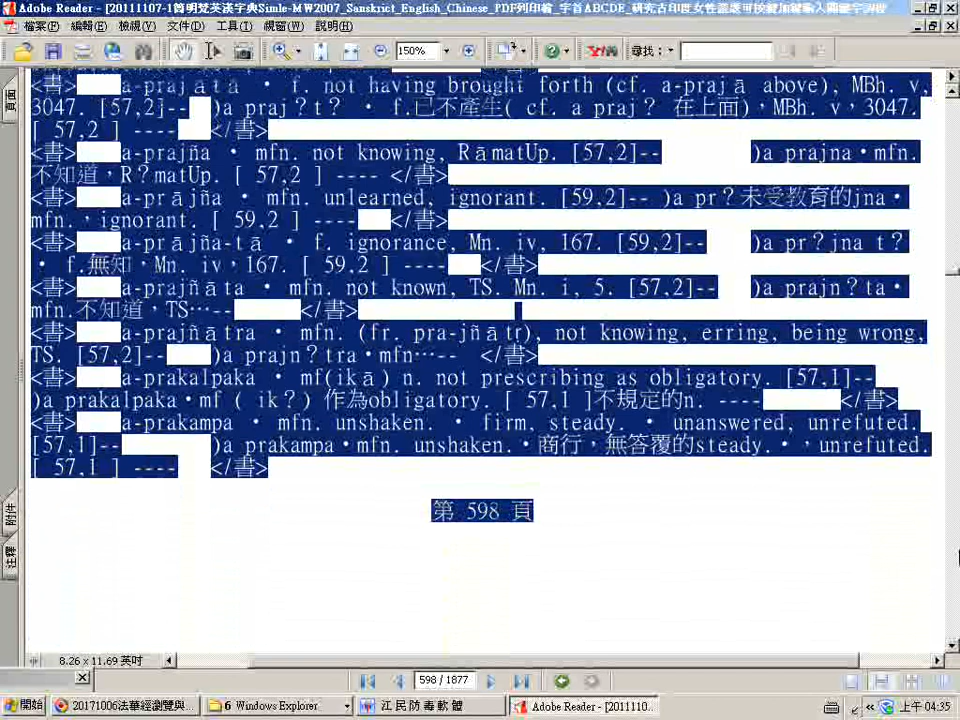 Adobe Reader - [20111107-1簡明梵英漢字典Simle-MW2007_Sanskrict_English_Chinese_PDF列印檔_字首ABCDE_研究古印度女性
檔案(F) 編輯(E) 檢視(V) 文件(D) 工具(T) 視窗(W) 說明(H)
150% 尋找：
頁面
<書> a-prajātā • f. not having brought forth (cf. a-prajā above), MBh. v,
3047. [57,2]-- )a praj?t? • f.已不產生( cf. a praj? 在上面)，MBh. v，3047.
[ 57,2 ] ---- </書>
<書> a-prajña • mfn. not knowing, RāmatUp. [57,2]-- )a prajna•mfn.
不知道，R?matUp. [ 57,2 ] ---- </書>
<書> a-prājña • mfn. unlearned, ignorant. [59,2]-- )a pr？未受教育的jna•
mfn.，ignorant. [ 59,2 ] ---- </書>
<書> a-prājña-tā • f. ignorance, Mn. iv, 167. [59,2]-- )a pr?jna t?
• f.無知，Mn. iv，167. [ 59,2 ] ---- </書>
<書> a-prajñāta • mfn. not known, TS. Mn. i, 5. [57,2]-- )a prajn?ta•
mfn.不知道，TS…-- </書>
<書> a-prajñātra • mfn. (fr. pra-jñātr), not knowing, erring, being wrong,
TS. [57,2]-- )a prajn?tra•mfn…-- </書>
<書> a-prakalpaka • mf(ikā) n. not prescribing as obligatory. [57,1]--
)a prakalpaka•mf ( ik?) 作為obligatory. [ 57,1 ]不規定的n. ---- </書>
<書> a-prakampa • mfn. unshaken. • firm, steady. • unanswered, unrefuted.
[57,1]-- )a prakampa•mfn. unshaken.•商行，無答覆的steady.•，unrefuted.
[ 57,1 ] ---- </書>
第 598 頁
附件
注釋
8.26 x 11.69 英吋
598 / 1877
開始 20171006法華經瀏覽與... 6 Windows Explorer 江民防毒軟體 Adobe Reader - [2011110... 上午 04:35